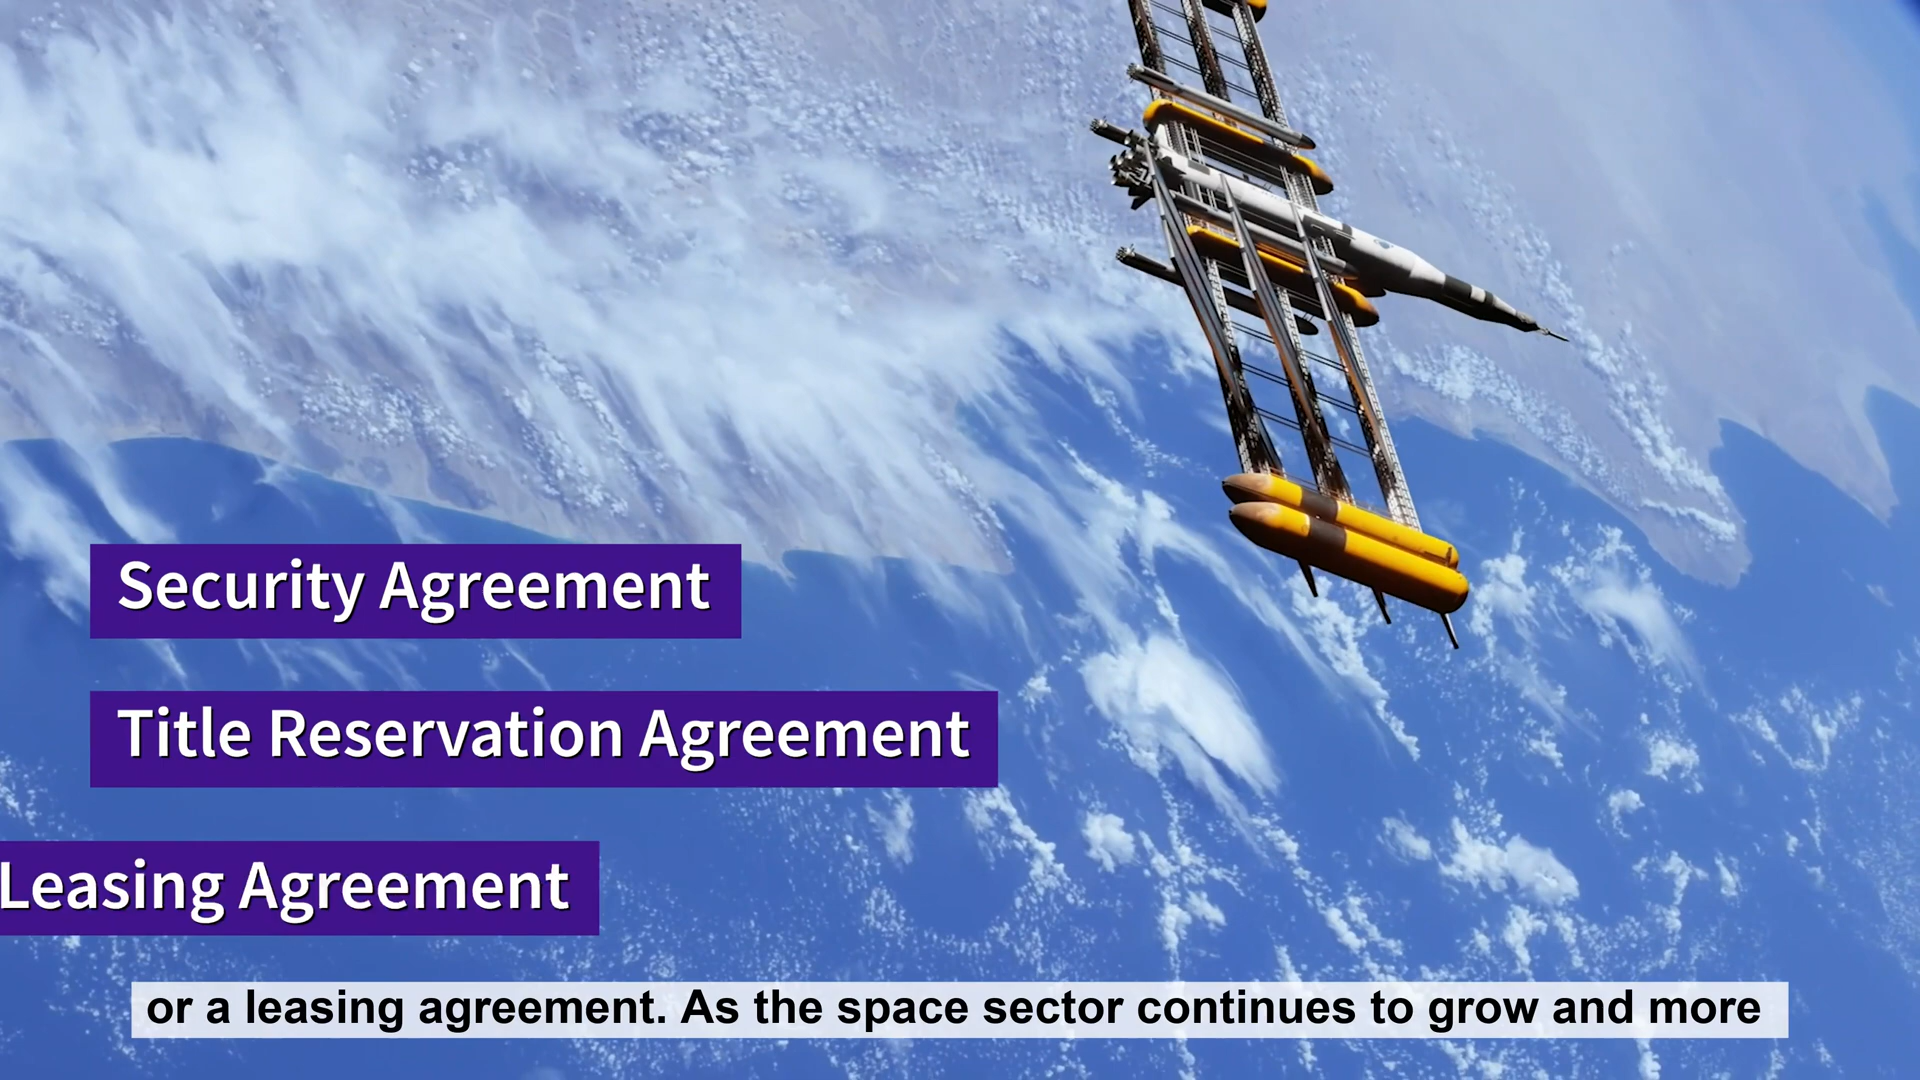 Security Agreement
Title Reservation Agreement
Leasing Agreement
or a leasing agreement. As the space sector continues to grow and more